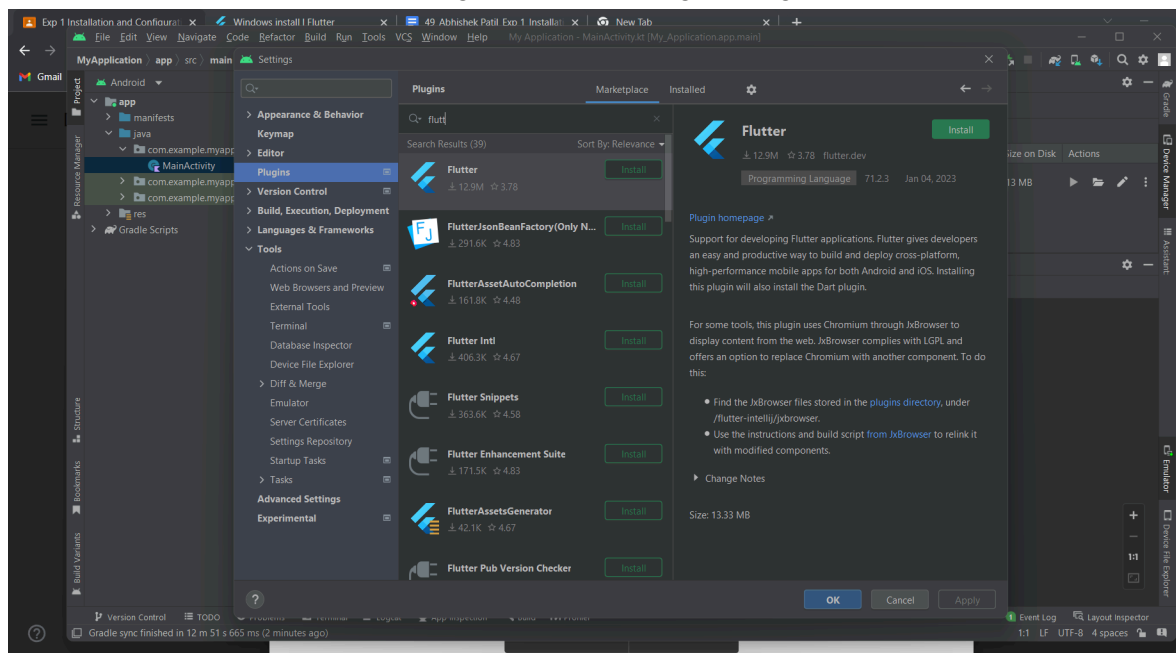 Exp 1 Installation and Configurati
Windows install | Flutter
49_Abhishek Patil_Exp 1_Installati
New Tab
File Edit View Navigate Code Refactor Build Run Tools VCS Window Help My Application - MainActivity.kt [My_Application.app.main]
MyApplication app src main
Gmail
Settings
Android
app
manifests
java
com.example.myapp
MainActivity
com.example.myapp
com.example.myapp
res
Gradle Scripts
Project
Resource Manager
Structure
Bookmarks
Build Variants
Appearance & Behavior
Keymap
Editor
Plugins
Version Control
Build, Execution, Deployment
Languages & Frameworks
Tools
Actions on Save
Web Browsers and Preview
External Tools
Terminal
Database Inspector
Device File Explorer
Diff & Merge
Emulator
Server Certificates
Settings Repository
Startup Tasks
Tasks
Advanced Settings
Experimental
Plugins Marketplace Installed
flutt
Search Results (39) Sort By: Relevance
Flutter Install
12.9M 3.78
FlutterJsonBeanFactory(Only N... Install
291.6K 4.83
FlutterAssetAutoCompletion Install
161.8K 4.48
Flutter Intl Install
406.3K 4.67
Flutter Snippets Install
363.6K 4.58
Flutter Enhancement Suite Install
171.5K 4.83
FlutterAssetsGenerator Install
42.1K 4.67
Flutter Pub Version Checker Install
Flutter Install
12.9M 3.78 flutter.dev
Programming Language 71.2.3 Jan 04, 2023
Plugin homepage ↗
Support for developing Flutter applications. Flutter gives developers
an easy and productive way to build and deploy cross-platform,
high-performance mobile apps for both Android and iOS. Installing
this plugin will also install the Dart plugin.
For some tools, this plugin uses Chromium through JxBrowser to
display content from the web. JxBrowser complies with LGPL and
offers an option to replace Chromium with another component. To do
this:
• Find the JxBrowser files stored in the plugins directory, under
/flutter-intellij/jxbrowser.
• Use the instructions and build script from JxBrowser to relink it
with modified components.
Change Notes
Size: 13.33 MB
? OK Cancel Apply
Size on Disk Actions
13 MB
Gradle
Device Manager
Assistant
Emulator
Device File Explorer
1:1
Version Control TODO Problems Terminal Logcat App Inspection Build Profiler
1 Event Log Layout Inspector
Gradle sync finished in 12 m 51 s 665 ms (2 minutes ago)
1:1 LF UTF-8 4 spaces